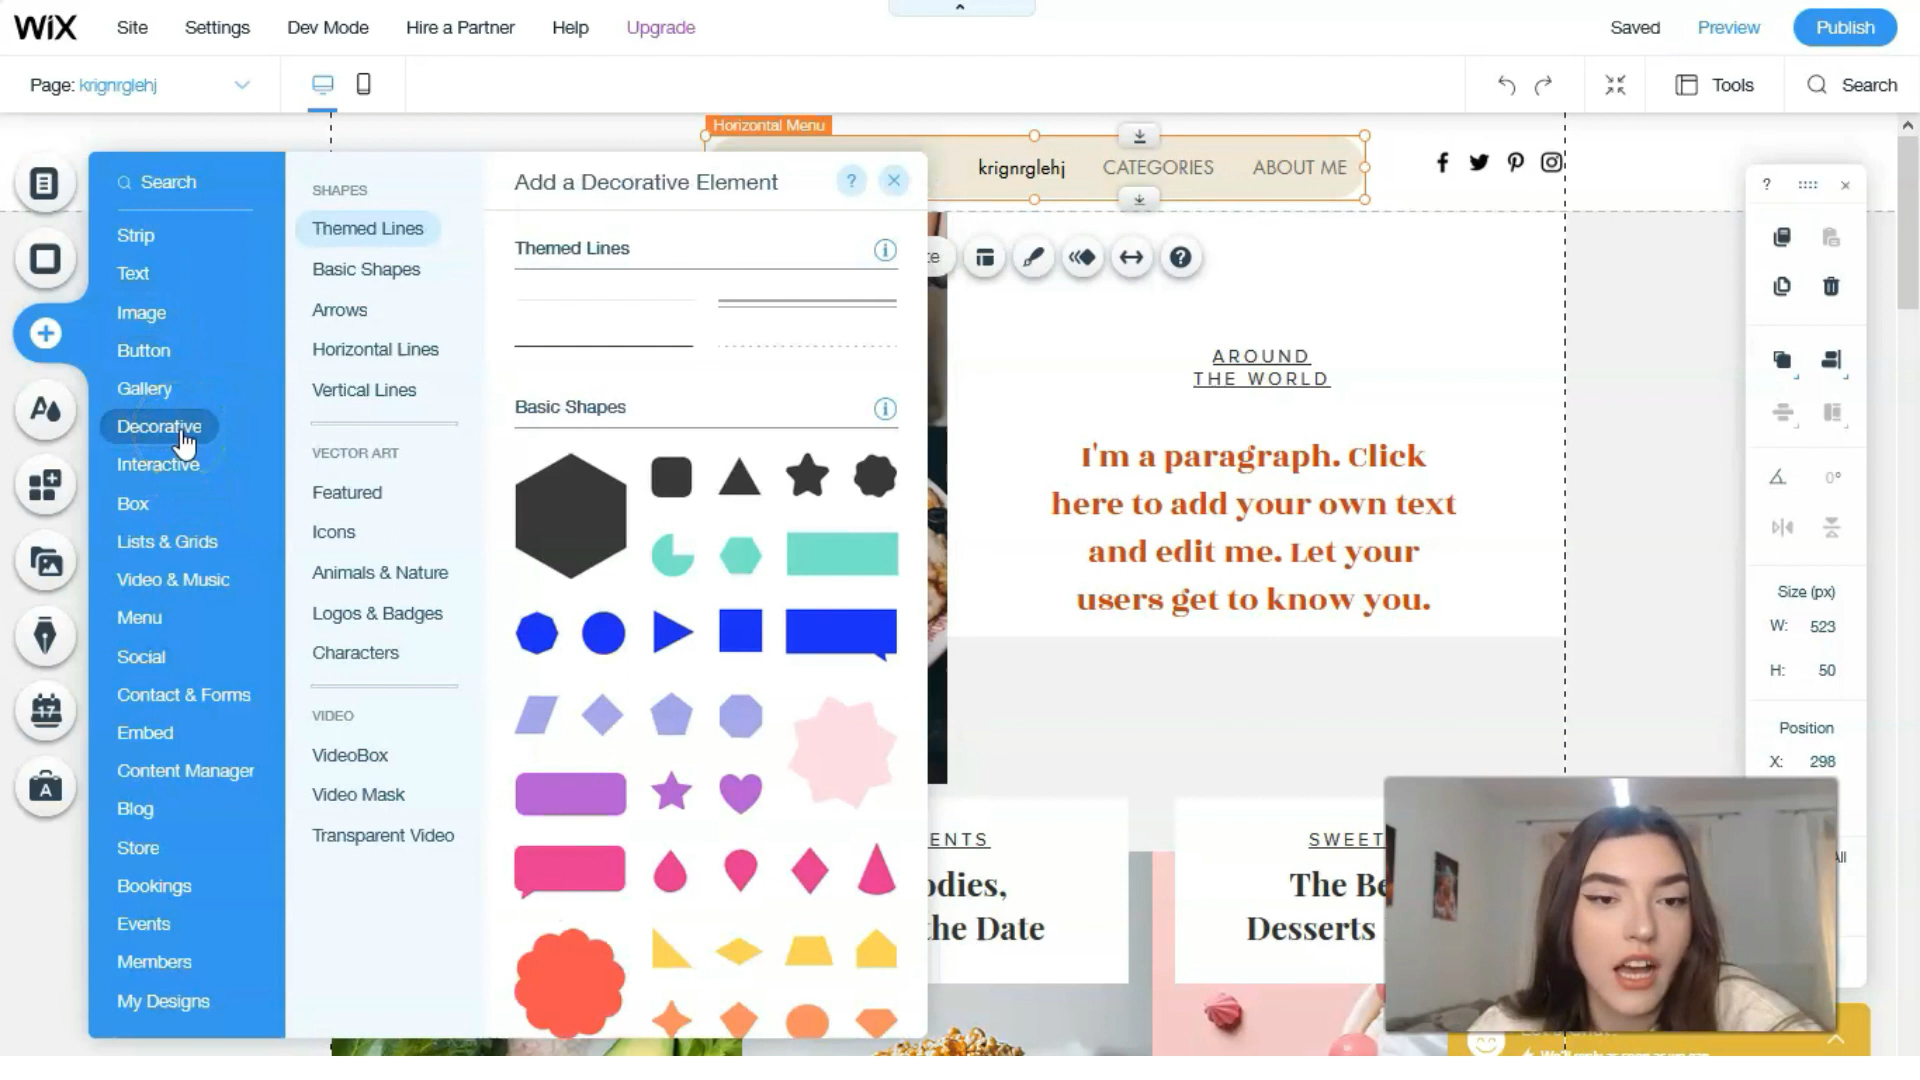 WiX Site Settings Dev Mode Hire a Partner Help Upgrade Saved Preview Publish
Page: krignrglehj Tools Search
Horizontal Menu
krignrglehj CATEGORIES ABOUT ME
Search
Strip
Text
Image
Button
Gallery
Decorative
Interactive
Box
Lists & Grids
Video & Music
Menu
Social
Contact & Forms
Embed
Content Manager
Blog
Store
Bookings
Events
Members
My Designs
SHAPES
Themed Lines
Basic Shapes
Arrows
Horizontal Lines
Vertical Lines
VECTOR ART
Featured
Icons
Animals & Nature
Logos & Badges
Characters
VIDEO
VideoBox
Video Mask
Transparent Video
Add a Decorative Element ?
Themed Lines
Basic Shapes
AROUND
THE WORLD
I'm a paragraph. Click
here to add your own text
and edit me. Let your
users get to know you.
ENTS
odies,
the Date
SWEET
The Be
Desserts
?
0°
Size (px)
W: 523
H: 50
Position
X: 298
17
A